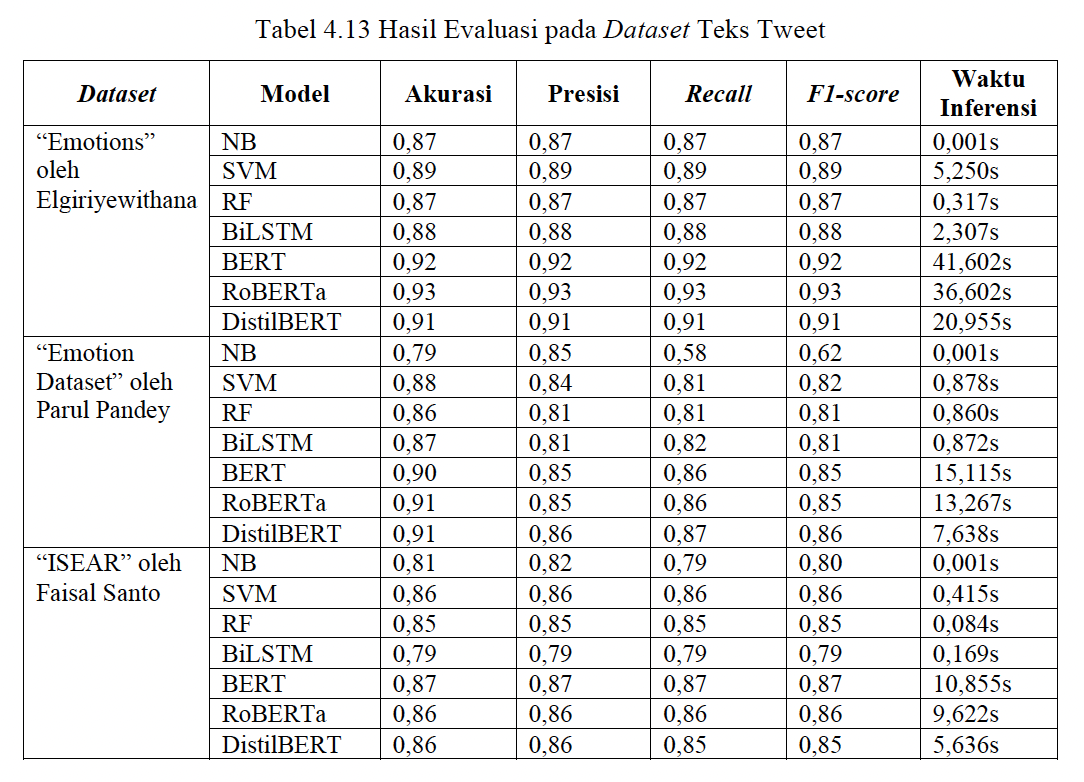 Tabel 4.13 Hasil Evaluasi pada Dataset Teks Tweet
Dataset Model Akurasi Presisi Recall F1-score Waktu Inferensi
“Emotions” oleh Elgiriyewithana
NB 0,87 0,87 0,87 0,87 0,001s
SVM 0,89 0,89 0,89 0,89 5,250s
RF 0,87 0,87 0,87 0,87 0,317s
BiLSTM 0,88 0,88 0,88 0,88 2,307s
BERT 0,92 0,92 0,92 0,92 41,602s
RoBERTa 0,93 0,93 0,93 0,93 36,602s
DistilBERT 0,91 0,91 0,91 0,91 20,955s
“Emotion Dataset” oleh Parul Pandey
NB 0,79 0,85 0,58 0,62 0,001s
SVM 0,88 0,84 0,81 0,82 0,878s
RF 0,86 0,81 0,81 0,81 0,860s
BiLSTM 0,87 0,81 0,82 0,81 0,872s
BERT 0,90 0,85 0,86 0,85 15,115s
RoBERTa 0,91 0,85 0,86 0,85 13,267s
DistilBERT 0,91 0,86 0,87 0,86 7,638s
“ISEAR” oleh Faisal Santo
NB 0,81 0,82 0,79 0,80 0,001s
SVM 0,86 0,86 0,86 0,86 0,415s
RF 0,85 0,85 0,85 0,85 0,084s
BiLSTM 0,79 0,79 0,79 0,79 0,169s
BERT 0,87 0,87 0,87 0,87 10,855s
RoBERTa 0,86 0,86 0,86 0,86 9,622s
DistilBERT 0,86 0,86 0,85 0,85 5,636s